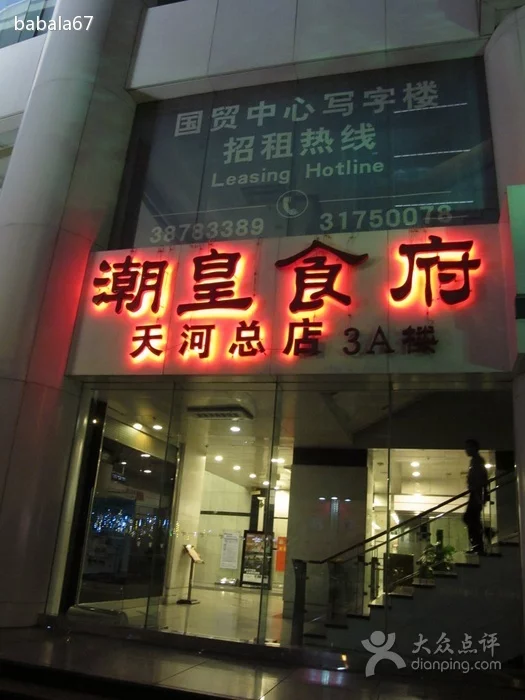 babala67
国贸中心写字楼
招租热线
Leasing Hotline
38783389 31750078
潮皇食府
天河总店 3A楼
大众点评
dianping.com